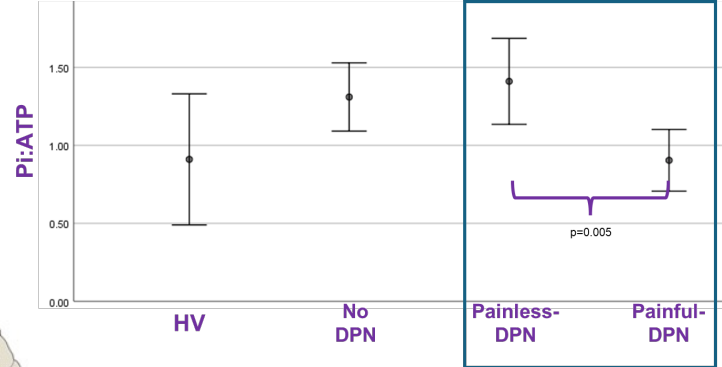 Pi:ATP
1.50
1.00
0.50
0.00
p=0.005
HV
No
DPN
Painless-
DPN
Painful-
DPN